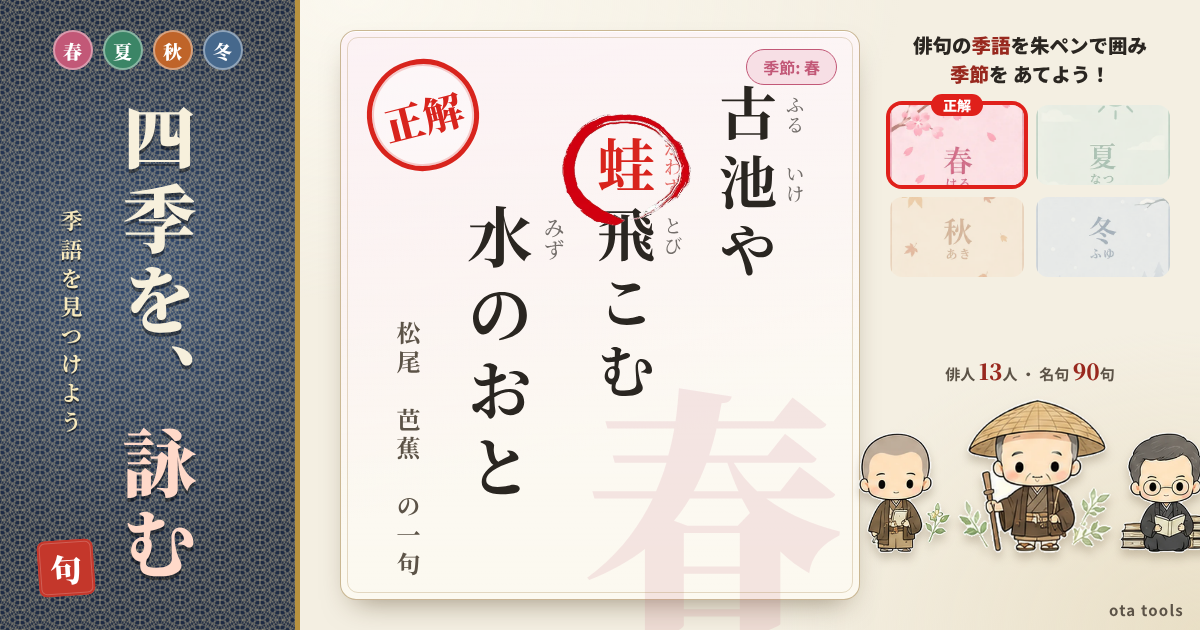 春 夏 秋 冬
四季を、詠む
季語を見つけよう
句
正解
季節: 春
古池や
ふる いけ
蛙飛こむ
かわず とび
水のおと
みず
松尾 芭蕉 の一句
春
俳句の季語を朱ペンで囲み
季節を あてよう！
正解
春
はる
夏
なつ
秋
あき
冬
ふゆ
俳人13人・名句90句
ota tools